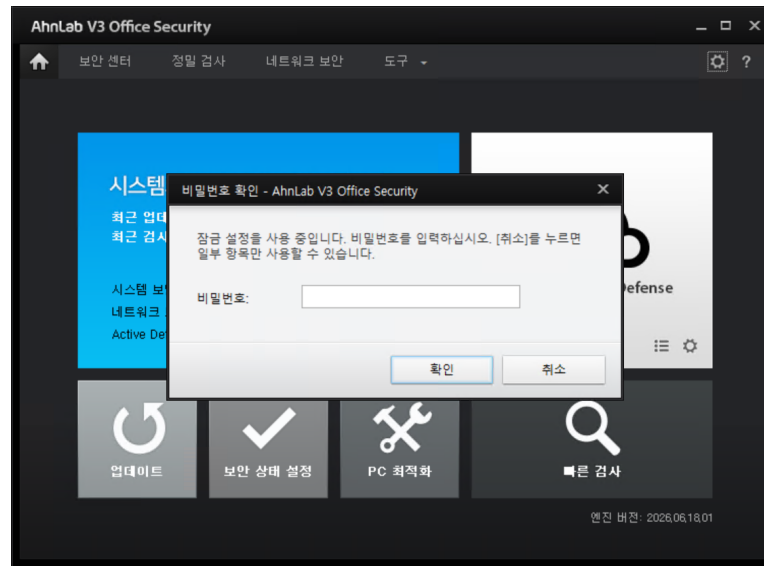 AhnLab V3 Office Security
보안 센터 정밀 검사 네트워크 보안 도구
?
시스템
최근 업데
최근 검사
시스템 보
네트워크
Active De
efense
비밀번호 확인 - AhnLab V3 Office Security
잠금 설정을 사용 중입니다. 비밀번호를 입력하십시오. [취소]를 누르면
일부 항목만 사용할 수 있습니다.
비밀번호:
확인 취소
업데이트 보안 상태 설정 PC 최적화 빠른 검사
엔진 버전: 2026.06.18.01